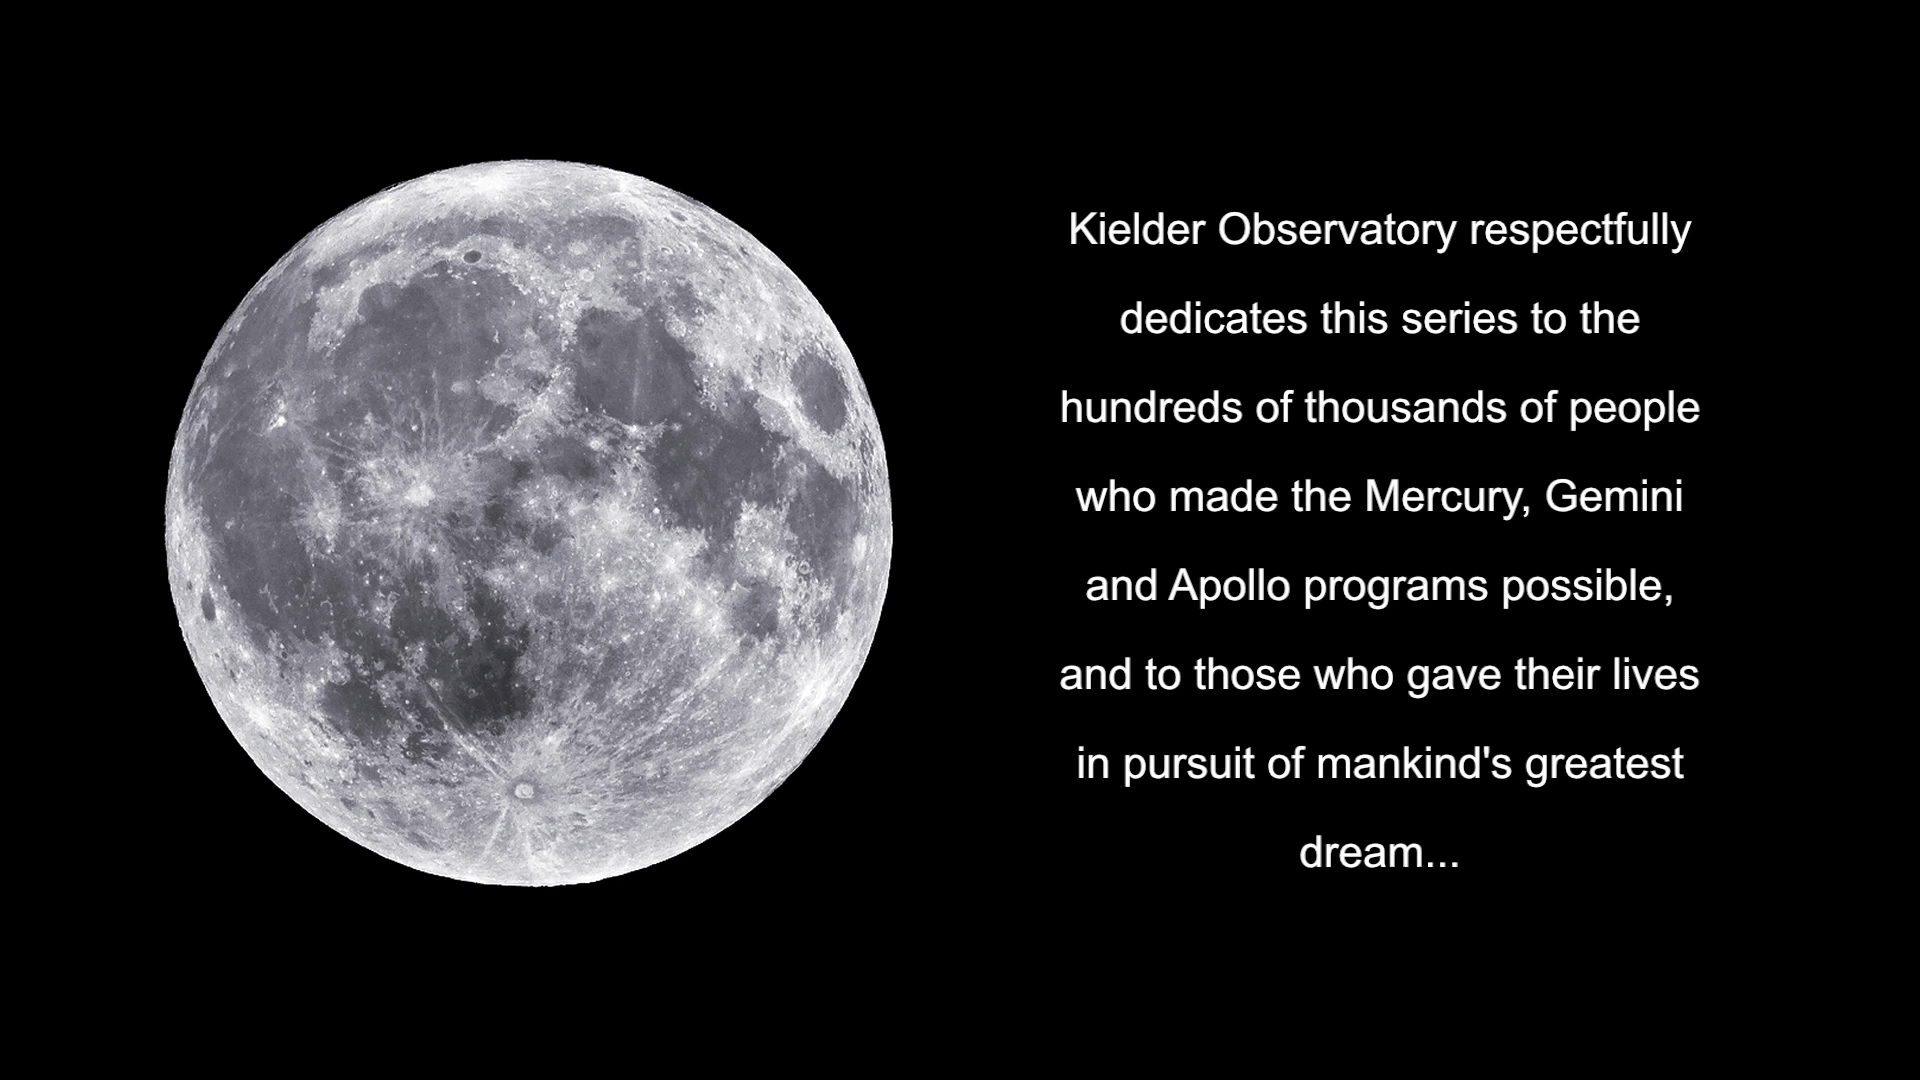 Kielder Observatory respectfully
dedicates this series to the
hundreds of thousands of people
who made the Mercury, Gemini
and Apollo programs possible,
and to those who gave their lives
in pursuit of mankind's greatest
dream...